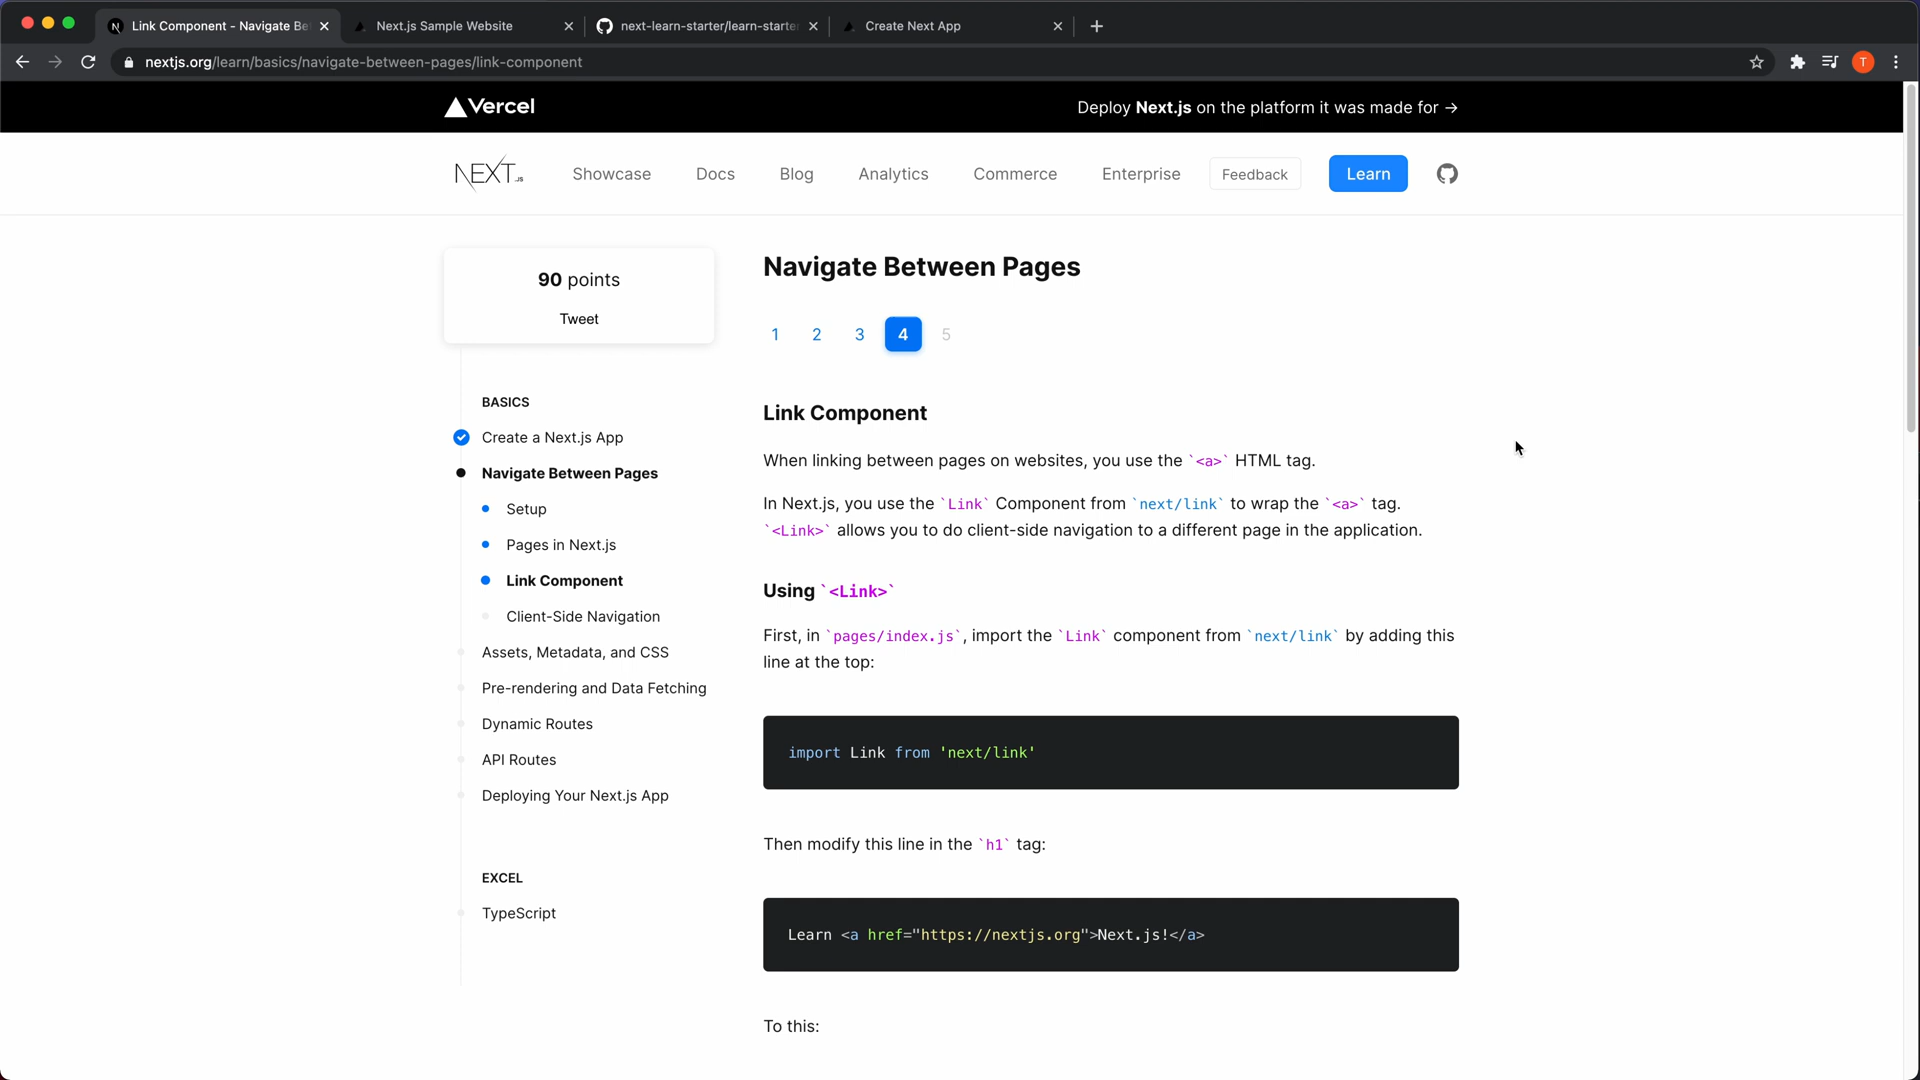 Link Component - Navigate Be
Next.js Sample Website
next-learn-starter/learn-starte
Create Next App
nextjs.org/learn/basics/navigate-between-pages/link-component
T
Vercel
Deploy Next.js on the platform it was made for →
NEXT.JS
Showcase
Docs
Blog
Analytics
Commerce
Enterprise
Feedback
Learn
90 points
Tweet
BASICS
Create a Next.js App
Navigate Between Pages
Setup
Pages in Next.js
Link Component
Client-Side Navigation
Assets, Metadata, and CSS
Pre-rendering and Data Fetching
Dynamic Routes
API Routes
Deploying Your Next.js App
EXCEL
TypeScript
Navigate Between Pages
1 2 3 4 5
Link Component
When linking between pages on websites, you use the `<a>` HTML tag.
In Next.js, you use the `Link` Component from `next/link` to wrap the `<a>` tag.
`<Link>` allows you to do client-side navigation to a different page in the application.
Using `<Link>`
First, in `pages/index.js`, import the `Link` component from `next/link` by adding this
line at the top:
import Link from 'next/link'
Then modify this line in the `h1` tag:
Learn <a href="https://nextjs.org">Next.js!</a>
To this: